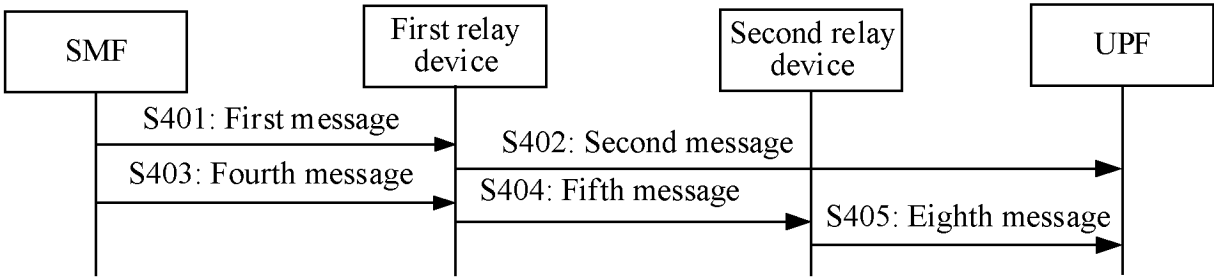 SMF
First relay
device
Second relay
device
UPF
S401: First message
S402: Second message
S403: Fourth message
S404: Fifth message
S405: Eighth message